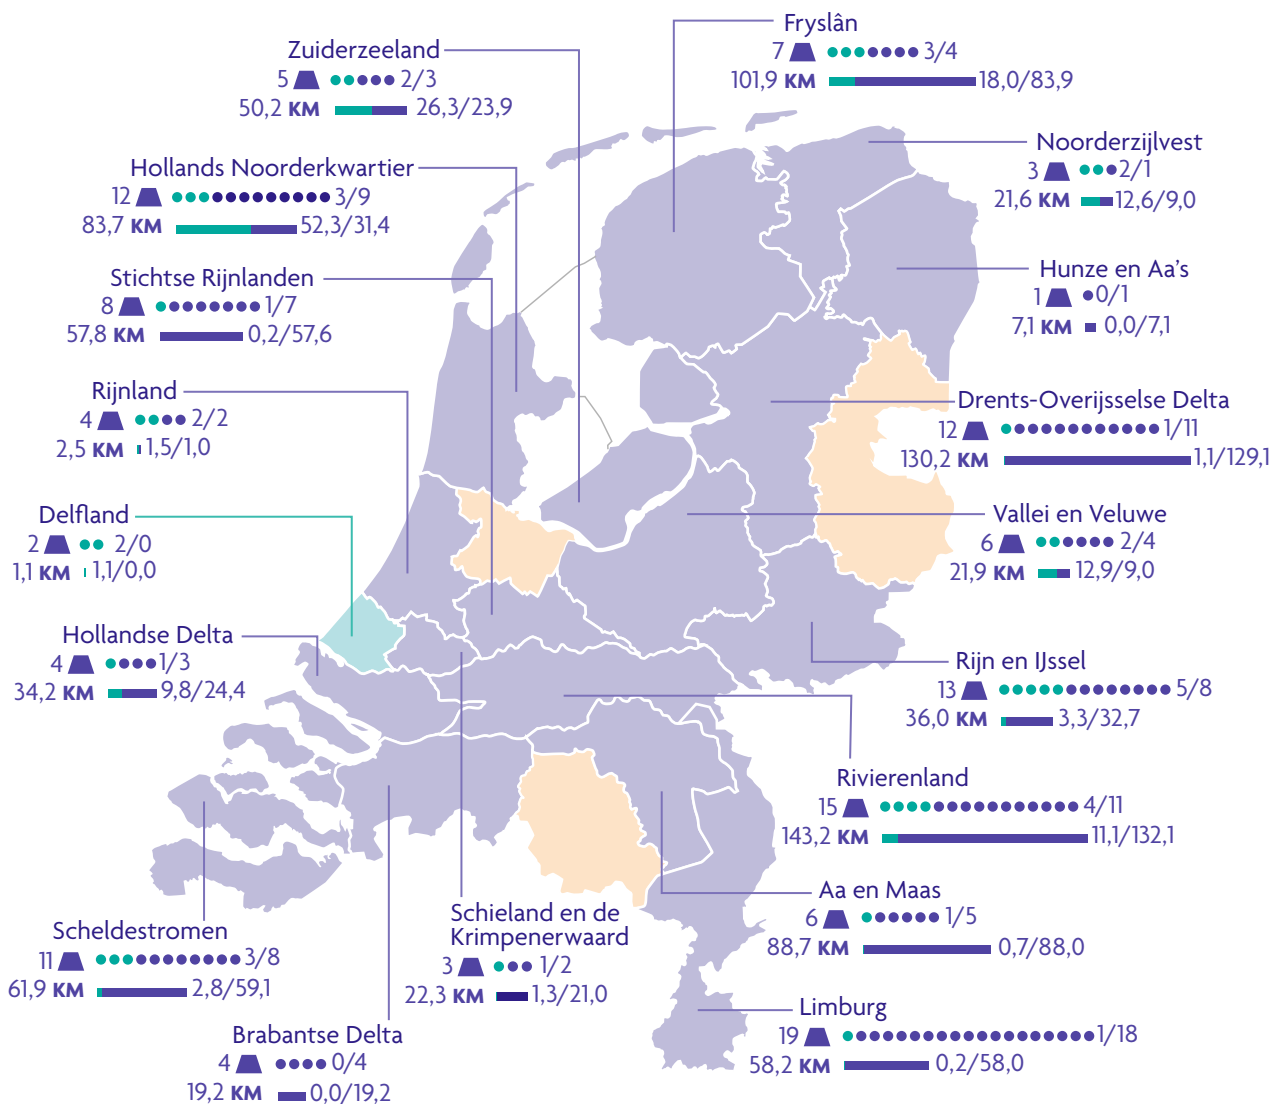 Fryslân
7 3/4
101,9 KM 18,0/83,9
Zuiderzeeland
5 2/3
50,2 KM 26,3/23,9
Noorderzijlvest
3 2/1
21,6 KM 12,6/9,0
Hollands Noorderkwartier
12 3/9
83,7 KM 52,3/31,4
Hunze en Aa's
1 0/1
7,1 KM 0,0/7,1
Stichtse Rijnlanden
8 1/7
57,8 KM 0,2/57,6
Rijnland
4 2/2
2,5 KM 1,5/1,0
Drents-Overijsselse Delta
12 1/11
130,2 KM 1,1/129,1
Delfland
2 2/0
1,1 KM 1,1/0,0
Vallei en Veluwe
6 2/4
21,9 KM 12,9/9,0
Hollandse Delta
4 1/3
34,2 KM 9,8/24,4
Rijn en IJssel
13 5/8
36,0 KM 3,3/32,7
Rivierenland
15 4/11
143,2 KM 11,1/132,1
Aa en Maas
6 1/5
88,7 KM 0,7/88,0
Schieland en de
Krimpenerwaard
3 1/2
22,3 KM 1,3/21,0
Scheldestromen
11 3/8
61,9 KM 2,8/59,1
Limburg
19 1/18
58,2 KM 0,2/58,0
Brabantse Delta
4 0/4
19,2 KM 0,0/19,2